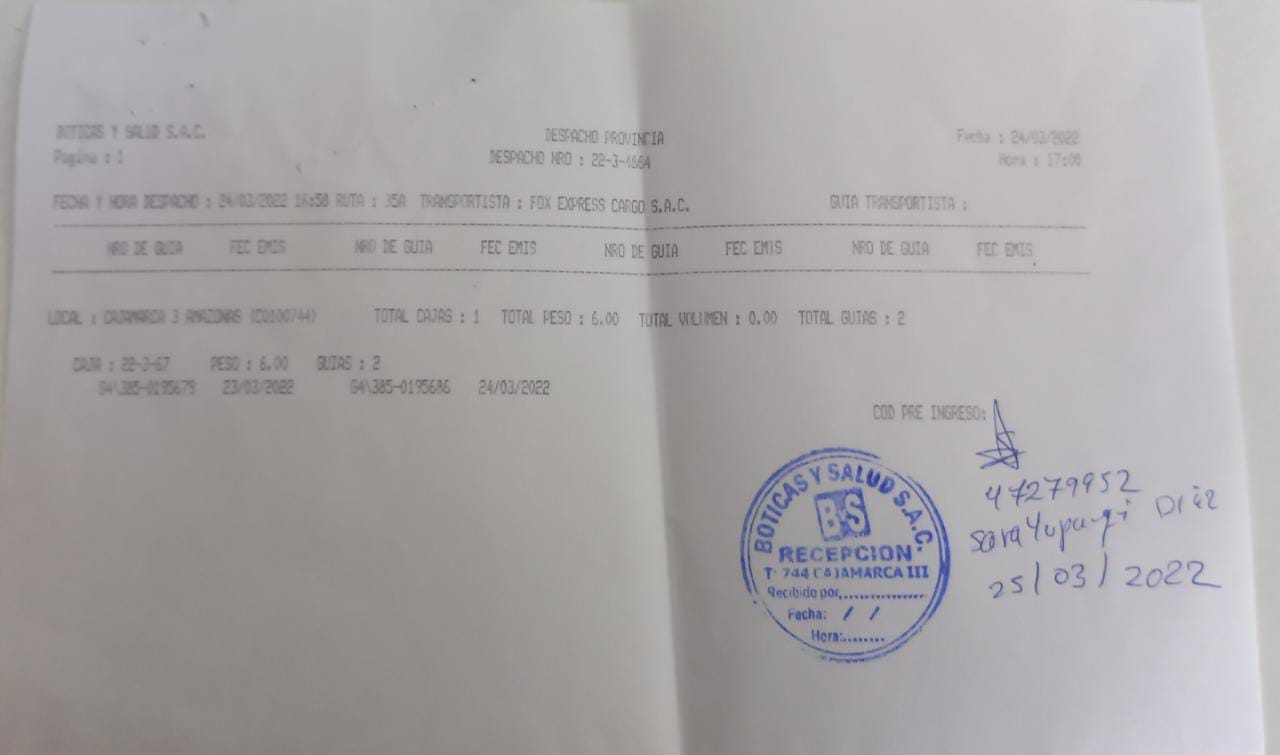 BOTICAS Y SALUD S.A.C. DESPACHO PROVINCIA Fecha : 24/03/2022
Pagina : 1 DESPACHO NRO : 22-3-4664 Hora : 17:00
FECHA Y HORA DESPACHO : 24/03/2022 16:58 RUTA : 35A TRANSPORTISTA : FOX EXPRESS CARGO S.A.C. GUIA TRANSPORTISTA :
NRO DE GUIA FEC EMIS NRO DE GUIA FEC EMIS NRO DE GUIA FEC EMIS NRO DE GUIA FEC EMIS
LOCAL : CAJAMARCA 3 AMAZONAS (C0100744) TOTAL CAJAS : 1 TOTAL PESO : 6.00 TOTAL VOLUMEN : 0.00 TOTAL GUIAS : 2
CAJA : 22-3-67 PESO : 6.00 GUIAS : 2
G4\385-0195679 23/03/2022 G4\385-0195686 24/03/2022
COD PRE INGRESO:
BOTICAS Y SALUD S.A.C.
B+S
RECEPCION
T- 744 CAJAMARCA III
Recibido por
Fecha: / /
Hora:
47279952
Sara
25/03/2022